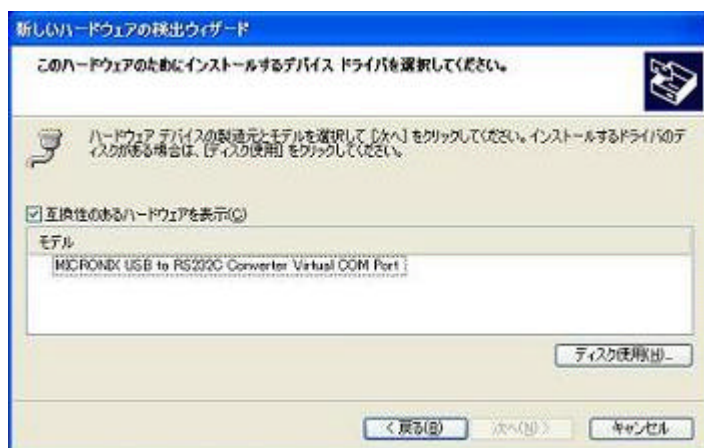 新しいハードウェアの検出ウィザード
このハードウェアのためにインストールするデバイス ドライバを選択してください。
ハードウェア デバイスの製造元とモデルを選択して [次へ] をクリックしてください。インストールするドライバのデ
ィスクがある場合は、[ディスク使用] をクリックしてください。
互換性のあるハードウェアを表示(C)
モデル
MICRONIX USB to RS232C Converter Virtual COM Port
ディスク使用(H)...
< 戻る(B)
次へ(N) >
キャンセル